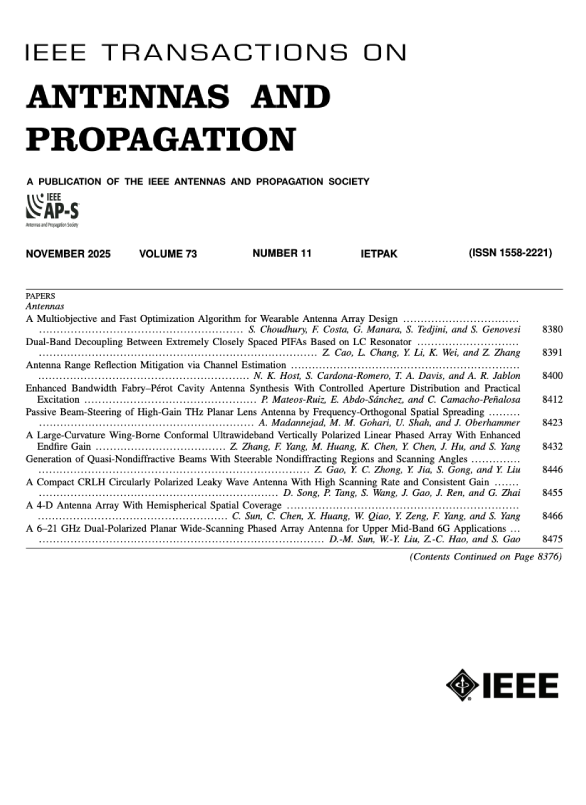 IEEE TRANSACTIONS ON
ANTENNAS AND
PROPAGATION
A PUBLICATION OF THE IEEE ANTENNAS AND PROPAGATION SOCIETY
IEEE
AP-S
Antennas and Propagation Society
NOVEMBER 2025 VOLUME 73 NUMBER 11 IETPAK (ISSN 1558-2221)
PAPERS
Antennas
A Multiobjective and Fast Optimization Algorithm for Wearable Antenna Array Design ................................
........................................................ S. Choudhury, F. Costa, G. Manara, S. Tedjini, and S. Genovesi 8380
Dual-Band Decoupling Between Extremely Closely Spaced PIFAs Based on LC Resonator ............................
............................................................................ Z. Cao, L. Chang, Y. Li, K. Wei, and Z. Zhang 8391
Antenna Range Reflection Mitigation via Channel Estimation ..............................................................
.......................................................... N. K. Host, S. Cardona-Romero, T. A. Davis, and A. R. Jablon 8400
Enhanced Bandwidth Fabry–Pérot Cavity Antenna Synthesis With Controlled Aperture Distribution and Practical
Excitation ............................................... P. Mateos-Ruiz, E. Abdo-Sánchez, and C. Camacho-Peñalosa 8412
Passive Beam-Steering of High-Gain THz Planar Lens Antenna by Frequency-Orthogonal Spatial Spreading .........
........................................................... A. Madannejad, M. M. Gohari, U. Shah, and J. Oberhammer 8423
A Large-Curvature Wing-Borne Conformal Ultrawideband Vertically Polarized Linear Phased Array With Enhanced
Endfire Gain .................................... Z. Zhang, F. Yang, M. Huang, K. Chen, Y. Chen, J. Hu, and S. Yang 8432
Generation of Quasi-Nondiffractive Beams With Steerable Nondiffracting Regions and Scanning Angles .............
.......................................................................... Z. Gao, Y. C. Zhong, Y. Jia, S. Gong, and Y. Liu 8446
A Compact CRLH Circularly Polarized Leaky Wave Antenna With High Scanning Rate and Consistent Gain .......
.................................................................. D. Song, P. Tang, S. Wang, J. Gao, J. Ren, and G. Zhai 8455
A 4-D Antenna Array With Hemispherical Spatial Coverage ...............................................................
.................................................... C. Sun, C. Chen, X. Huang, W. Qiao, Y. Zeng, F. Yang, and S. Yang 8466
A 6–21 GHz Dual-Polarized Planar Wide-Scanning Phased Array Antenna for Upper Mid-Band 6G Applications ...
.............................................................................. D.-M. Sun, W.-Y. Liu, Z.-C. Hao, and S. Gao 8475
(Contents Continued on Page 8376)
IEEE